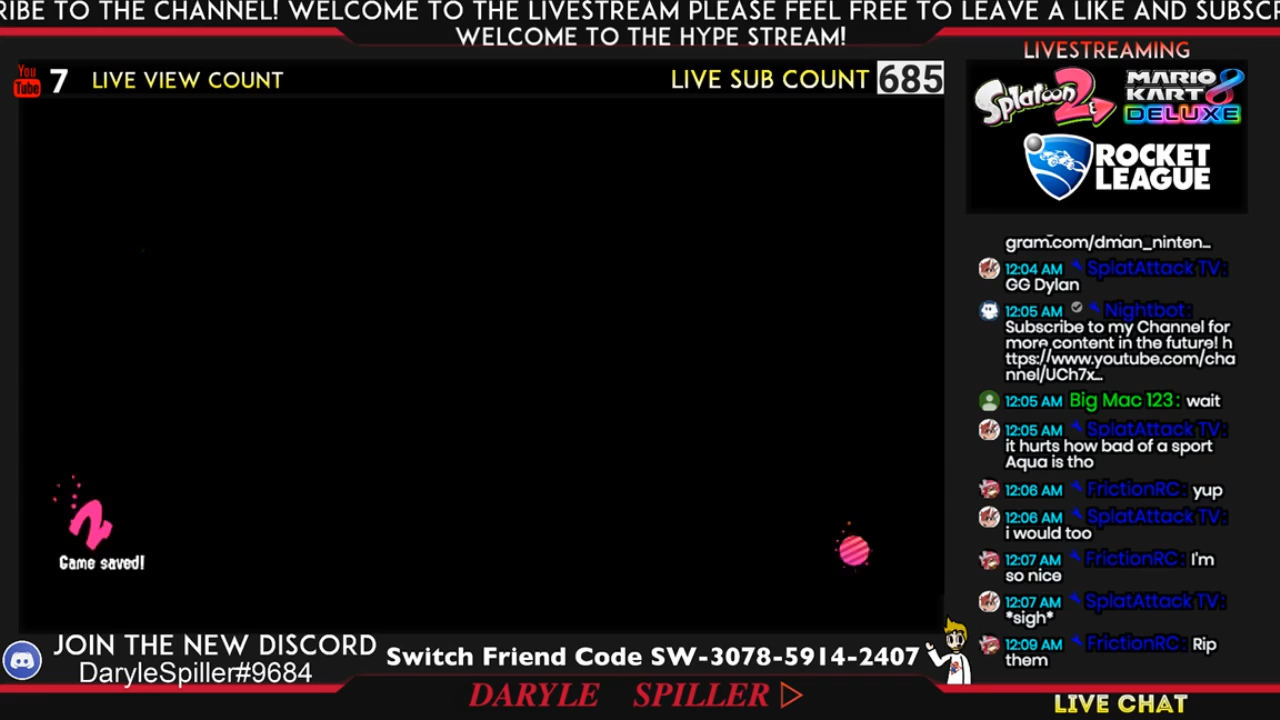 RIBE TO THE CHANNEL! WELCOME TO THE LIVESTREAM PLEASE FEEL FREE TO LEAVE A LIKE AND SUBSCR
WELCOME TO THE HYPE STREAM!
You Tube 7 LIVE VIEW COUNT
LIVE SUB COUNT 685
LIVESTREAMING
Splatoon 2
MARIO KART 8 DELUXE
ROCKET LEAGUE
gram.com/dman_ninten...
12:04 AM SplatAttack TV:
GG Dylan
12:05 AM Nightbot:
Subscribe to my Channel for
more content in the future! h
ttps://www.youtube.com/cha
nnel/UCh7x...
12:05 AM Big Mac 123: wait
12:05 AM SplatAttack TV:
it hurts how bad of a sport
Aqua is tho
12:06 AM FrictionRC: yup
12:06 AM SplatAttack TV:
i would too
12:07 AM FrictionRC: I'm
so nice
12:07 AM SplatAttack TV:
*sigh*
12:09 AM FrictionRC: Rip
them
2
Game saved!
JOIN THE NEW DISCORD
DaryleSpiller#9684
Switch Friend Code SW-3078-5914-2407
DARYLE SPILLER
LIVE CHAT